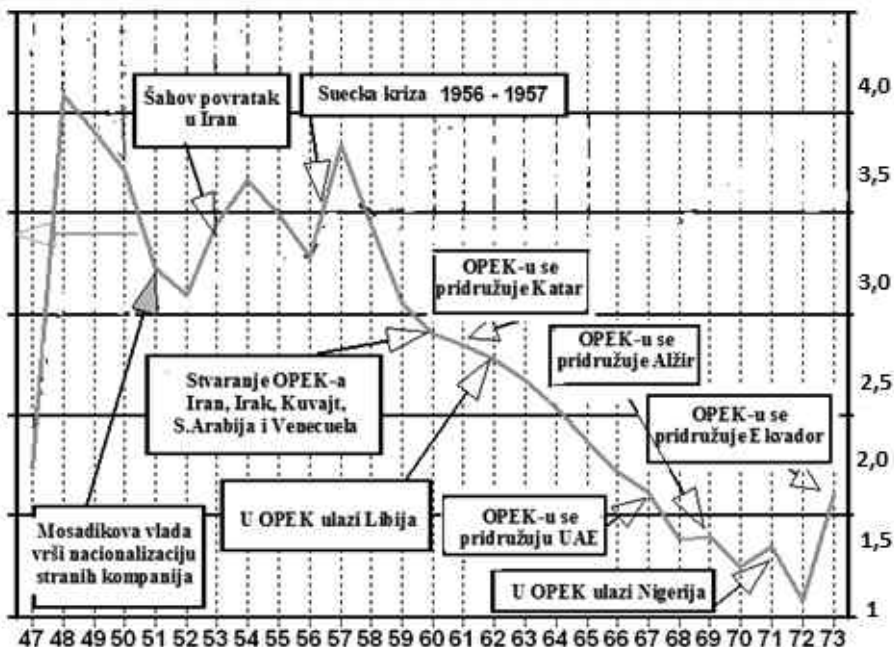 Šahov povratak
u Iran
Suecka kriza 1956 - 1957
4,0
3,5
3,0
2,5
2,0
1,5
1
OPEK-u se
pridružuje Katar
OPEK-u se
pridružuje Alžir
Stvaranje OPEK-a
Iran, Irak, Kuvajt,
S.Arabija i Venecuela
OPEK-u se
pridružuje Ekvador
U OPEK ulazi Libija
OPEK-u se
pridružuju UAE
Mosadikova vlada
vrši nacionalizaciju
stranih kompanija
U OPEK ulazi Nigerija
47 48 49 50 51 52 53 54 55 56 57 58 59 60 61 62 63 64 65 66 67 68 69 70 71 72 73